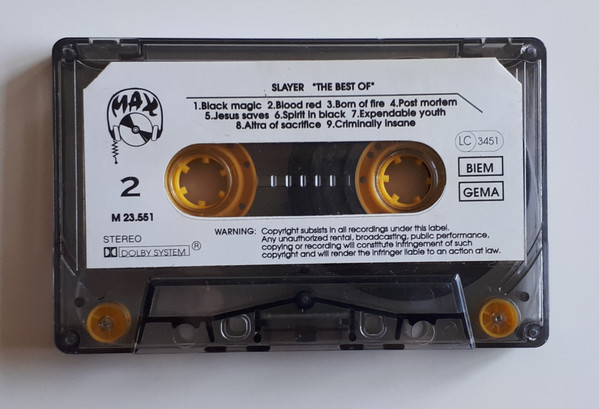 MAX
SLAYER "THE BEST OF"
1.Black magic 2.Blood red 3.Born of fire 4.Post mortem
5.Jesus saves 6.Spirit in black 7.Expendable youth
8.Altra of sacrifice 9.Criminally insane
LC 3451
BIEM
GEMA
2
M 23.551
STEREO
DOLBY SYSTEM ®
WARNING: Copyright subsists in all recordings under this label.
Any unauthorized rental, broadcasting, public performance,
copying or recording will constitute infringement of such
copyright and will render the infringer liable to an action at law.